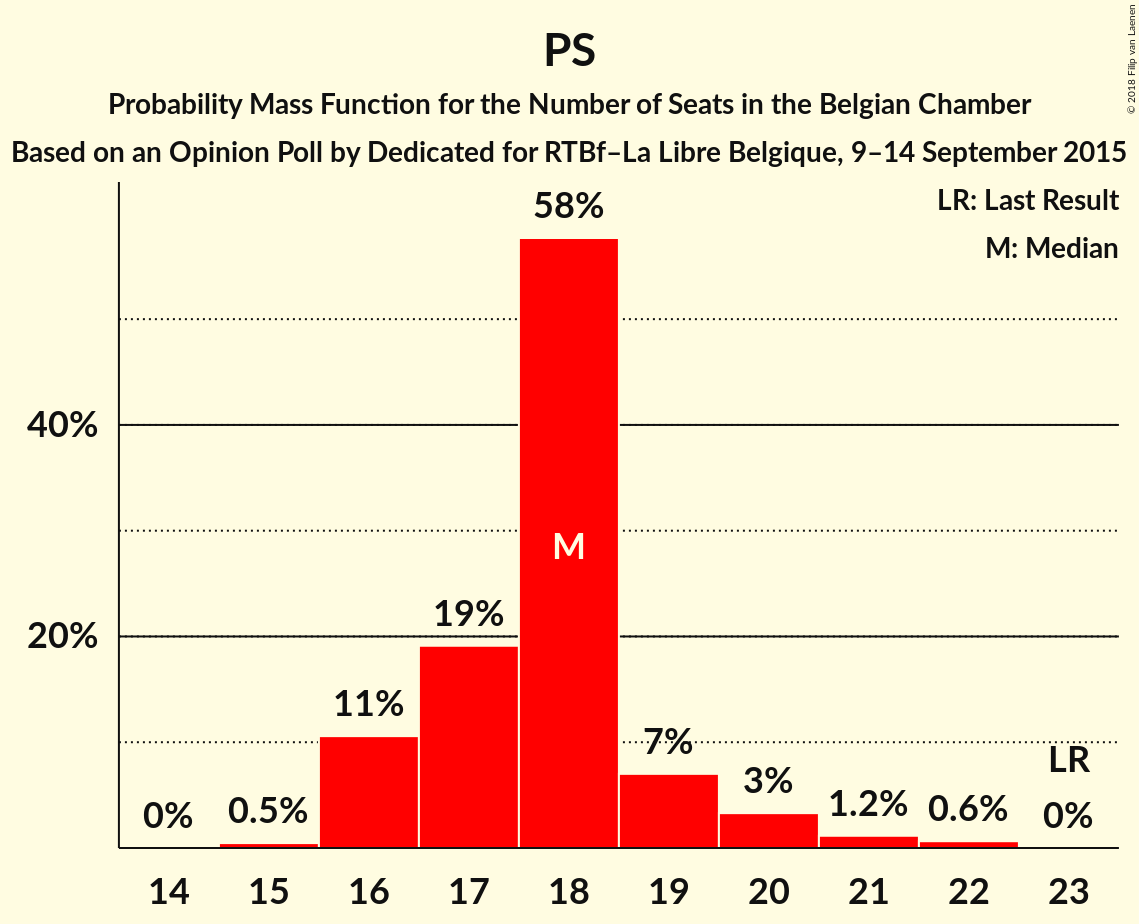 PS
Probability Mass Function for the Number of Seats in the Belgian Chamber
Based on an Opinion Poll by Dedicated for RTBf–La Libre Belgique, 9–14 September 2015
© 2018 Filip van Laenen
LR: Last Result
M: Median
58%
40%
M
20%
19%
11%
7%
LR
3%
0%
0.5%
1.2%
0.6%
0%
14 15 16 17 18 19 20 21 22 23